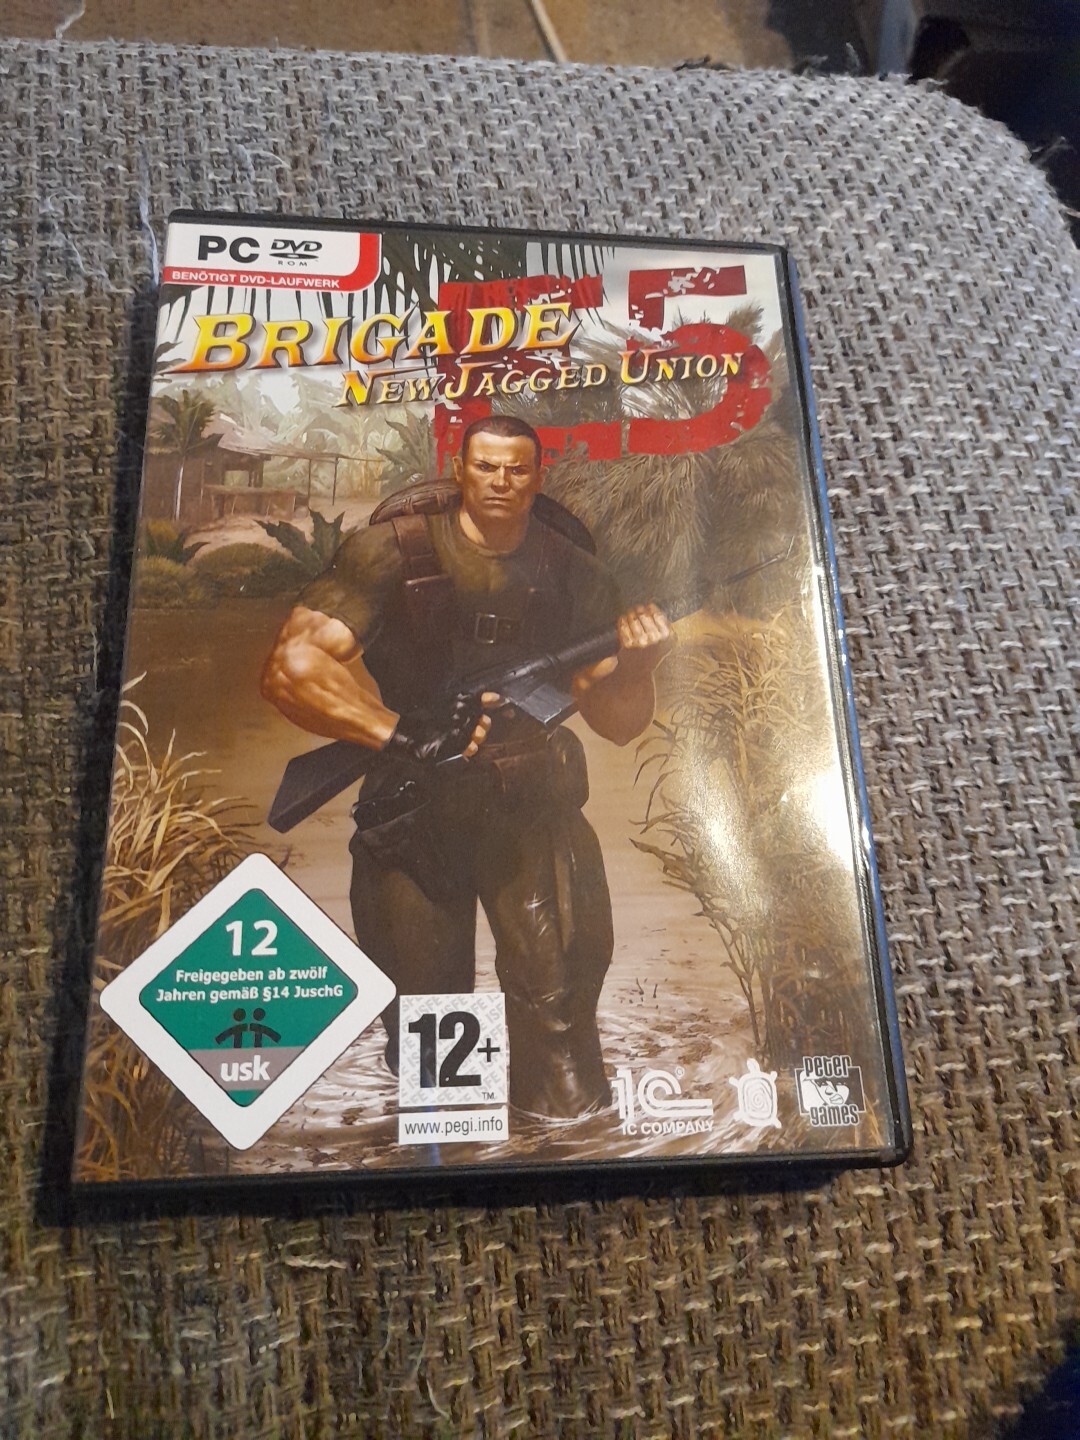 PC DVD
ROM
BENÖTIGT DVD-LAUFWERK
E5
BRIGADE
NEW JAGGED UNION
12
Freigegeben ab zwölf
Jahren gemäß §14 JuschG
usk
12+
TM
www.pegi.info
1C
1C COMPANY
peter
games